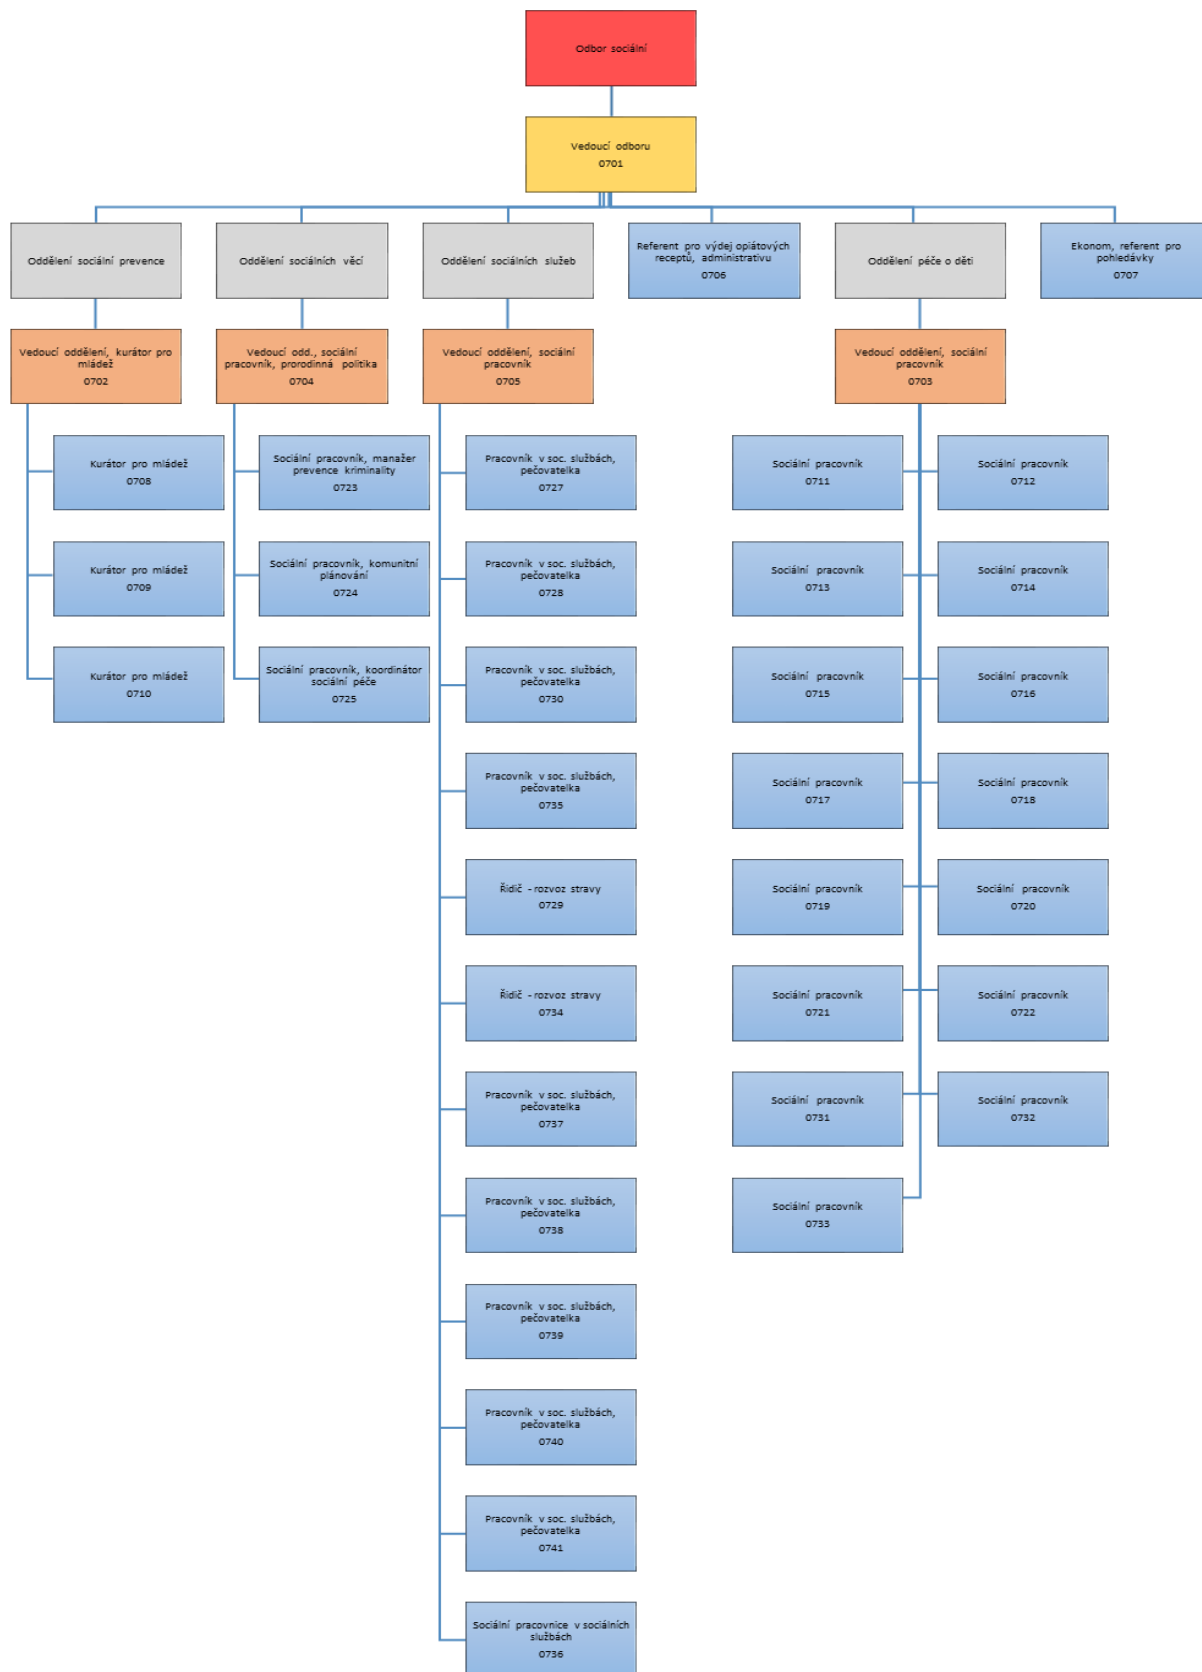 Odbor sociální
Vedoucí odboru
0701
Oddělení sociální prevence
Oddělení sociálních věcí
Oddělení sociálních služeb
Referent pro výdej opiátových
receptů, administrativu
0706
Oddělení péče o děti
Ekonom, referent pro
pohledávky
0707
Vedoucí oddělení, kurátor pro
mládež
0702
Vedoucí odd., sociální
pracovník, prorodinná politika
0704
Vedoucí oddělení, sociální
pracovník
0705
Vedoucí oddělení, sociální
pracovník
0703
Kurátor pro mládež
0708
Kurátor pro mládež
0709
Kurátor pro mládež
0710
Sociální pracovník, manažer
prevence kriminality
0723
Sociální pracovník, komunitní
plánování
0724
Sociální pracovník, koordinátor
sociální péče
0725
Pracovník v soc. službách,
pečovatelka
0727
Pracovník v soc. službách,
pečovatelka
0728
Pracovník v soc. službách,
pečovatelka
0730
Pracovník v soc. službách,
pečovatelka
0735
Řidič - rozvoz stravy
0729
Řidič - rozvoz stravy
0734
Pracovník v soc. službách,
pečovatelka
0737
Pracovník v soc. službách,
pečovatelka
0738
Pracovník v soc. službách,
pečovatelka
0739
Pracovník v soc. službách,
pečovatelka
0740
Pracovník v soc. službách,
pečovatelka
0741
Sociální pracovnice v sociálních
službách
0736
Sociální pracovník
0711
Sociální pracovník
0712
Sociální pracovník
0713
Sociální pracovník
0714
Sociální pracovník
0715
Sociální pracovník
0716
Sociální pracovník
0717
Sociální pracovník
0718
Sociální pracovník
0719
Sociální pracovník
0720
Sociální pracovník
0721
Sociální pracovník
0722
Sociální pracovník
0731
Sociální pracovník
0732
Sociální pracovník
0733